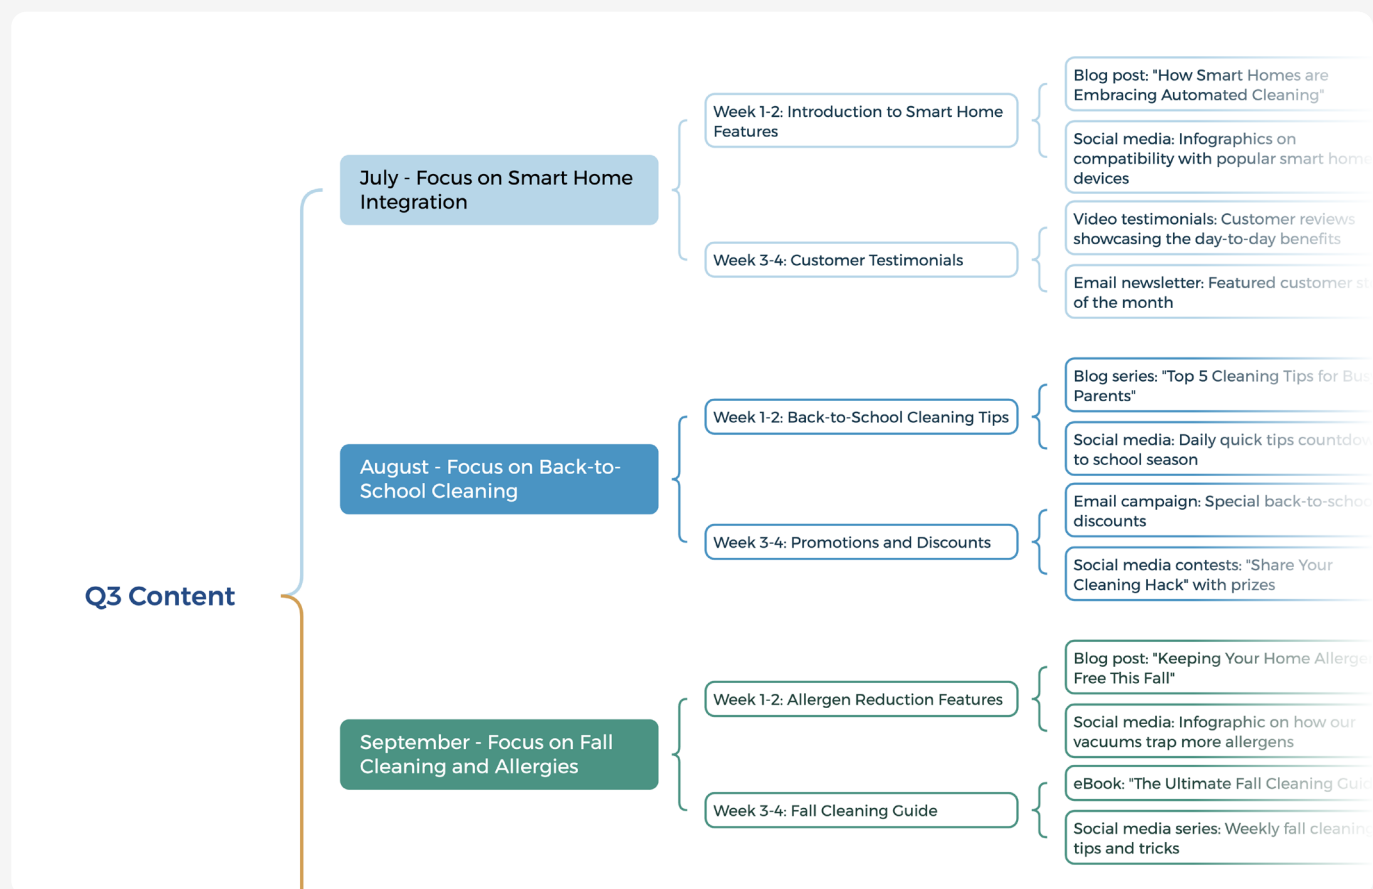 Q3 Content
July - Focus on Smart Home
Integration
Week 1-2: Introduction to Smart Home
Features
Blog post: "How Smart Homes are
Embracing Automated Cleaning"
Social media: Infographics on
compatibility with popular smart home
devices
Week 3-4: Customer Testimonials
Video testimonials: Customer reviews
showcasing the day-to-day benefits
Email newsletter: Featured customer
of the month
August - Focus on Back-to-
School Cleaning
Week 1-2: Back-to-School Cleaning Tips
Blog series: "Top 5 Cleaning Tips for
Parents"
Social media: Daily quick tips
to school season
Week 3-4: Promotions and Discounts
Email campaign: Special back-to-school
discounts
Social media contests: "Share Your
Cleaning Hack" with prizes
September - Focus on Fall
Cleaning and Allergies
Week 1-2: Allergen Reduction Features
Blog post: "Keeping Your Home
Free This Fall"
Social media: Infographic on how our
vacuums trap more allergens
Week 3-4: Fall Cleaning Guide
eBook: "The Ultimate Fall Cleaning
Social media series: Weekly fall cleaning
tips and tricks